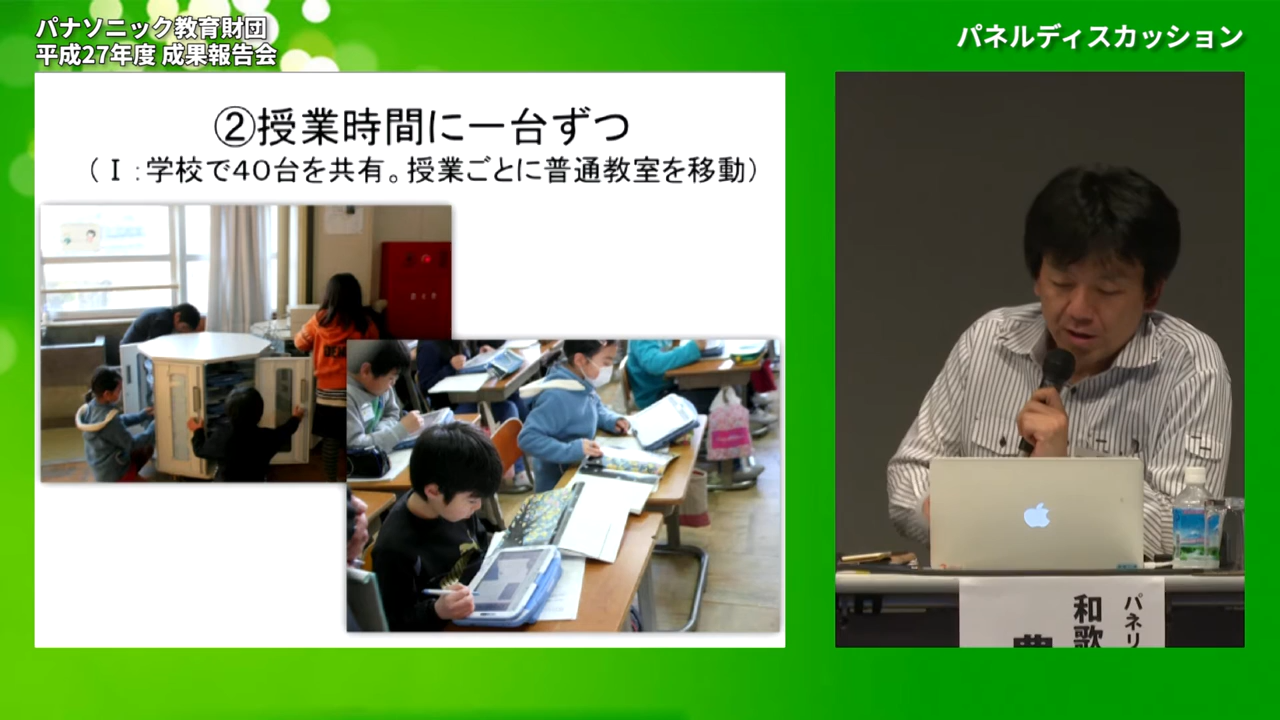 パナソニック教育財団
平成27年度 成果報告会
パネルディスカッション
②授業時間に一台ずつ
（Ⅰ：学校で40台を共有。授業ごとに普通教室を移動）
パネリ
和歌